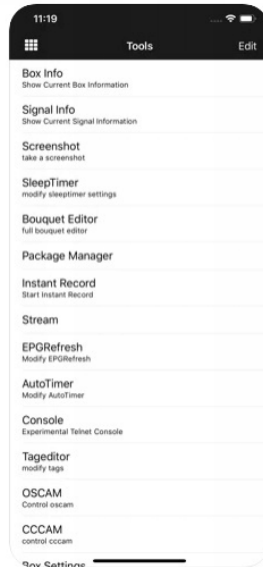 11:19
Tools
Edit
Box Info
Show Current Box Information
Signal Info
Show Current Signal Information
Screenshot
take a screenshot
SleepTimer
modify sleeptimer settings
Bouquet Editor
full bouquet editor
Package Manager
Instant Record
Start Instant Record
Stream
EPGRefresh
Modify EPGRefresh
AutoTimer
Modify AutoTimer
Console
Experimental Telnet Console
Tageditor
modify tags
OSCAM
Control oscam
CCCAM
control cccam
Box Settings